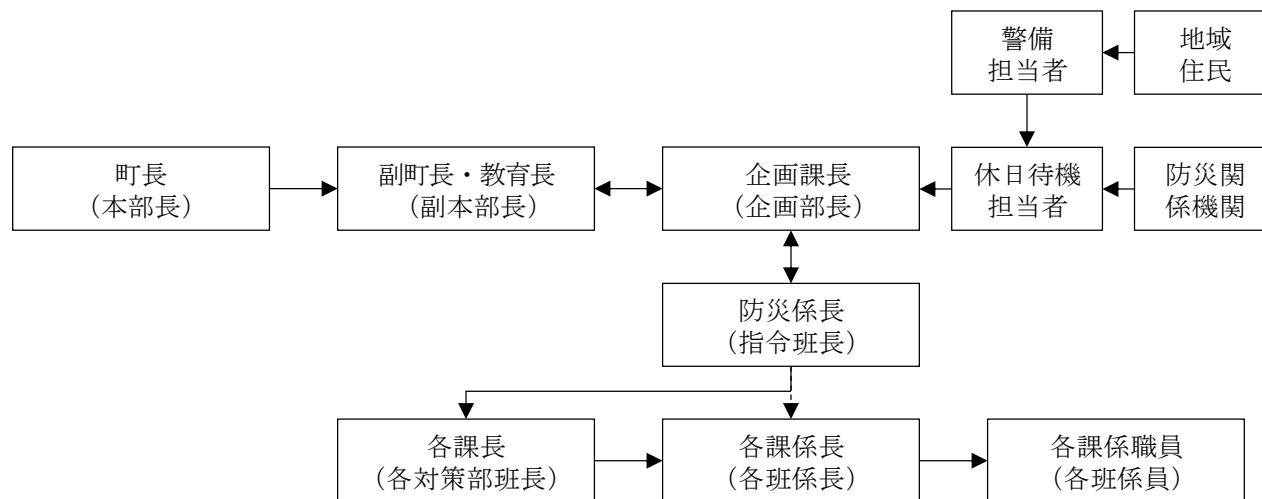 警備
担当者
地域
住民
町長
（本部長）
副町長・教育長
（副本部長）
企画課長
（企画部長）
休日待機
担当者
防災関
係機関
防災係長
（指令班長）
各課長
（各対策部班長）
各課係長
（各班係長）
各課係職員
（各班係員）